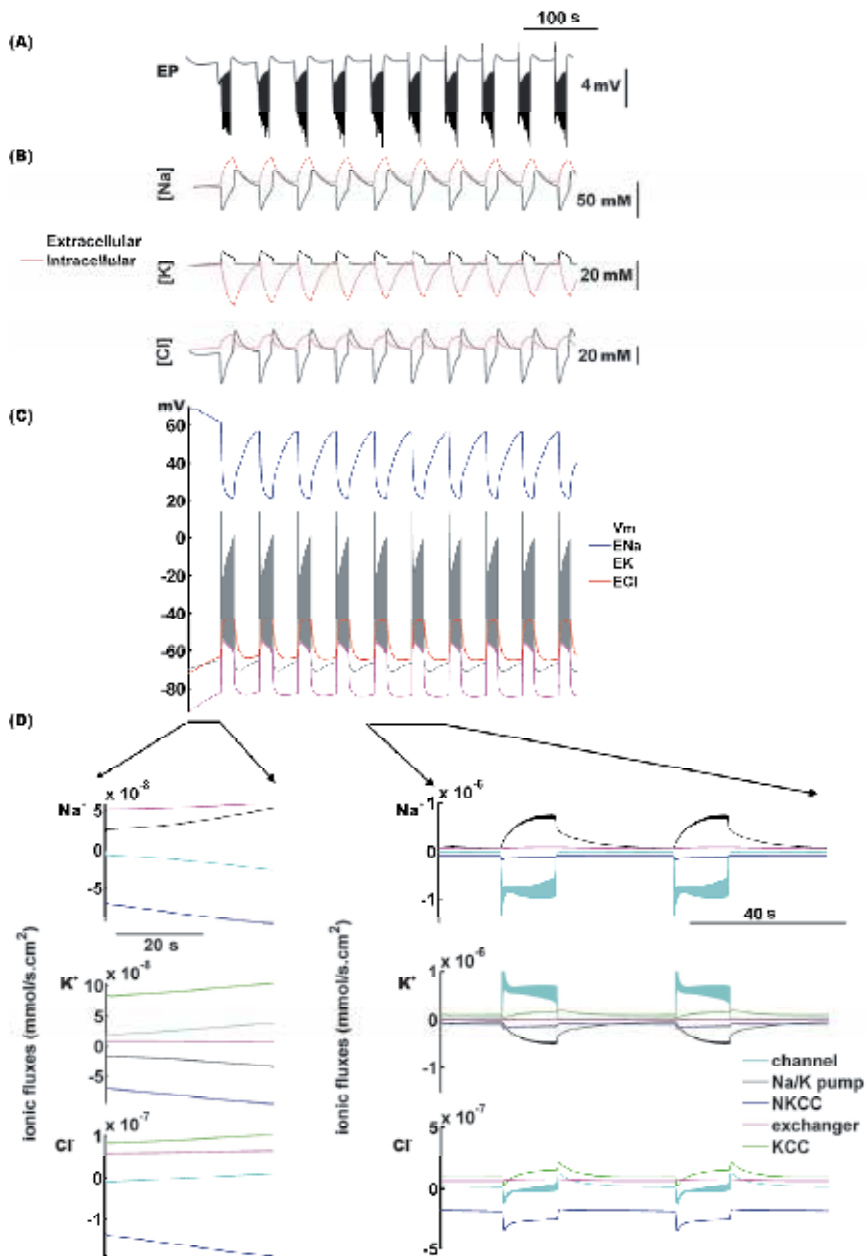 100 s
(A)
EP
4 mV
(B)
[Na]
50 mM
Extracellular
Intracellular
[K]
20 mM
[Cl]
20 mM
(C)
mV
60
40
20
0
-20
-40
-60
-80
Vm
ENa
EK
ECl
(D)
x 10⁻⁸
Na⁺
5
0
-5
20 s
x 10⁻⁸
K⁺
10
5
0
-5
x 10⁻⁷
Cl⁻
1
0
-1
ionic fluxes (mmol/s.cm²)
x 10⁻⁶
Na⁺
1
0
-1
40 s
x 10⁻⁶
K⁺
1
0
-1
x 10⁻⁷
Cl⁻
5
0
-5
ionic fluxes (mmol/s.cm²)
channel
Na/K pump
NKCC
exchanger
KCC